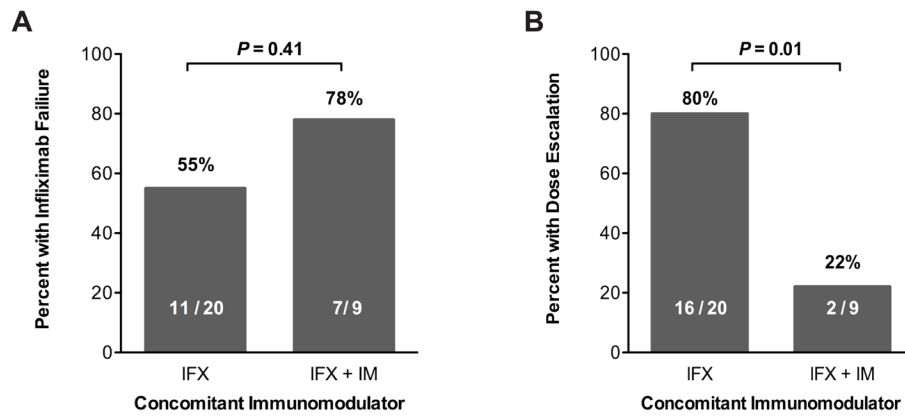 A
P = 0.41
100
80
60
40
20
0
Percent with Infliximab Failiure
55%
78%
11 / 20
7/ 9
IFX
IFX + IM
Concomitant Immunomodulator
B
P = 0.01
100
80
60
40
20
0
Percent with Dose Escalation
80%
22%
16 / 20
2 / 9
IFX
IFX + IM
Concomitant Immunomodulator